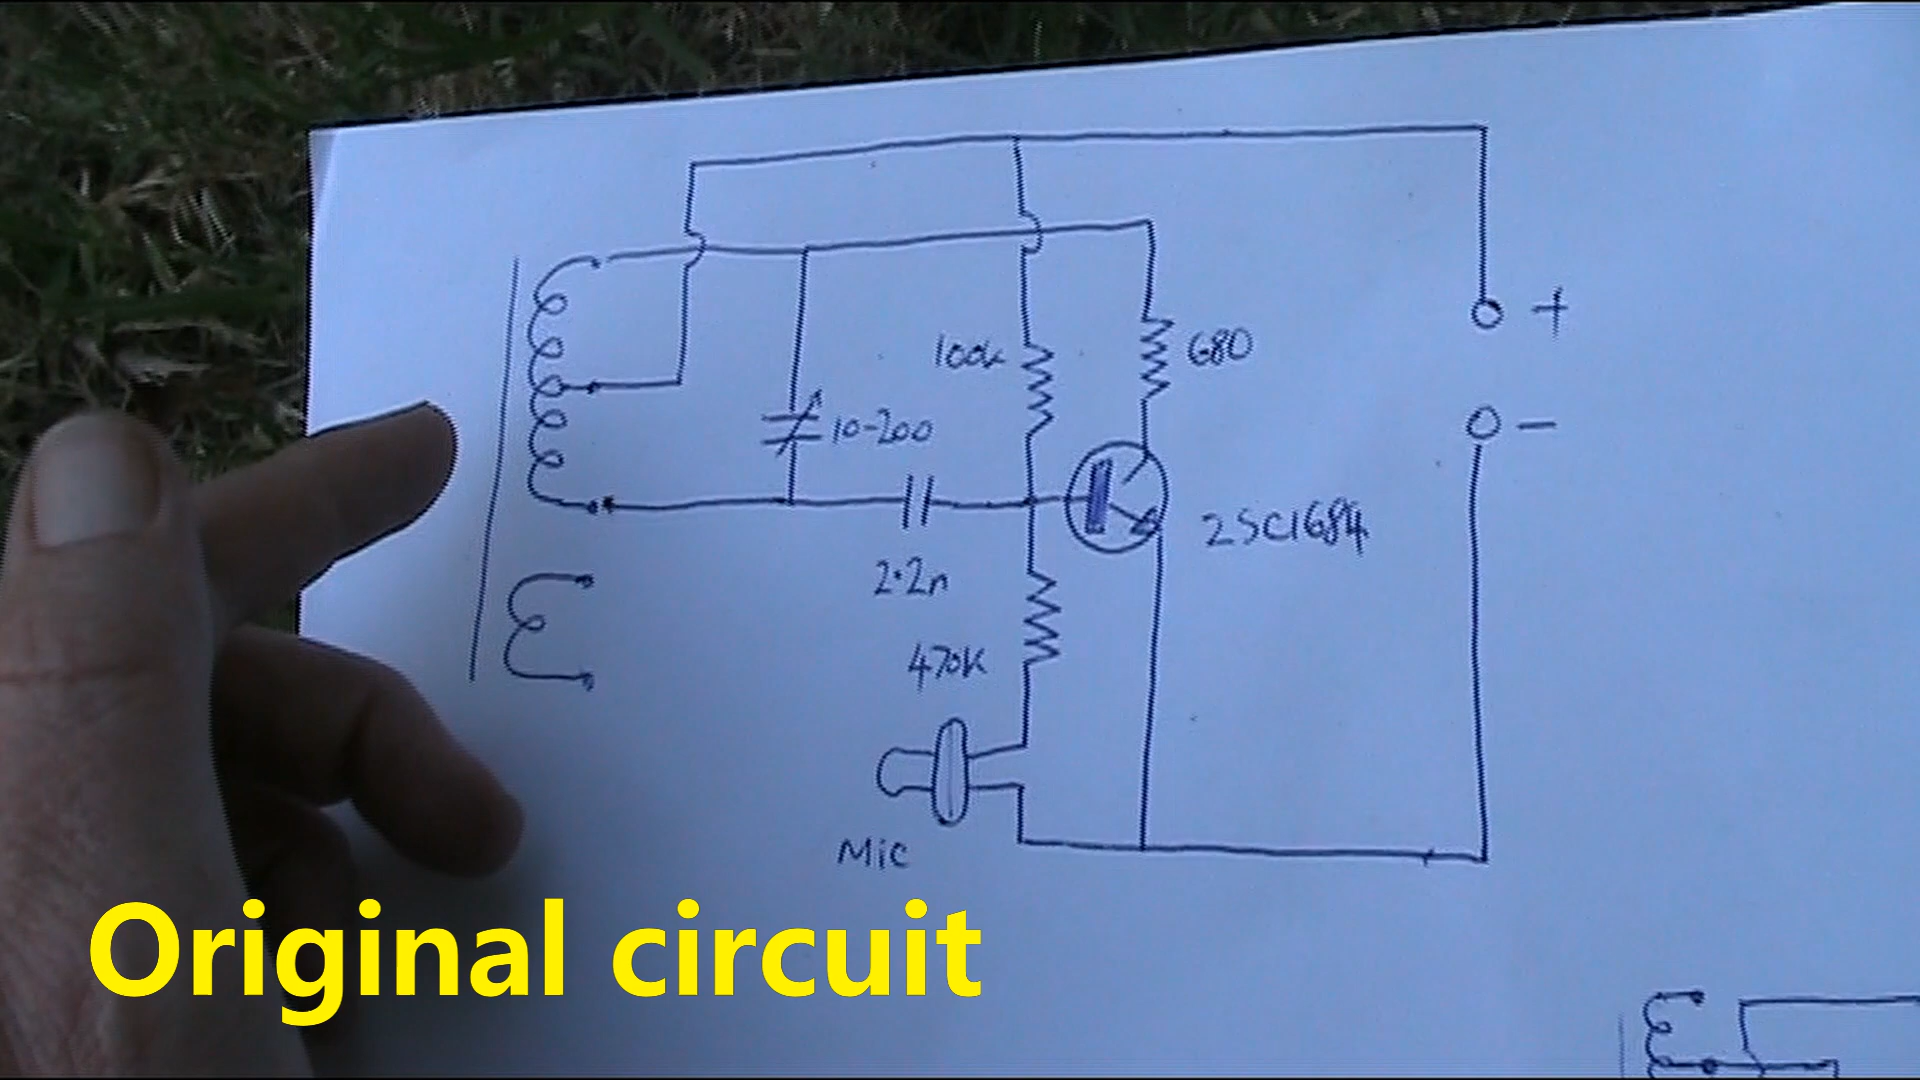 +
100k
680
10-200
-
2SC1684
2.2n
470K
Mic
Original circuit